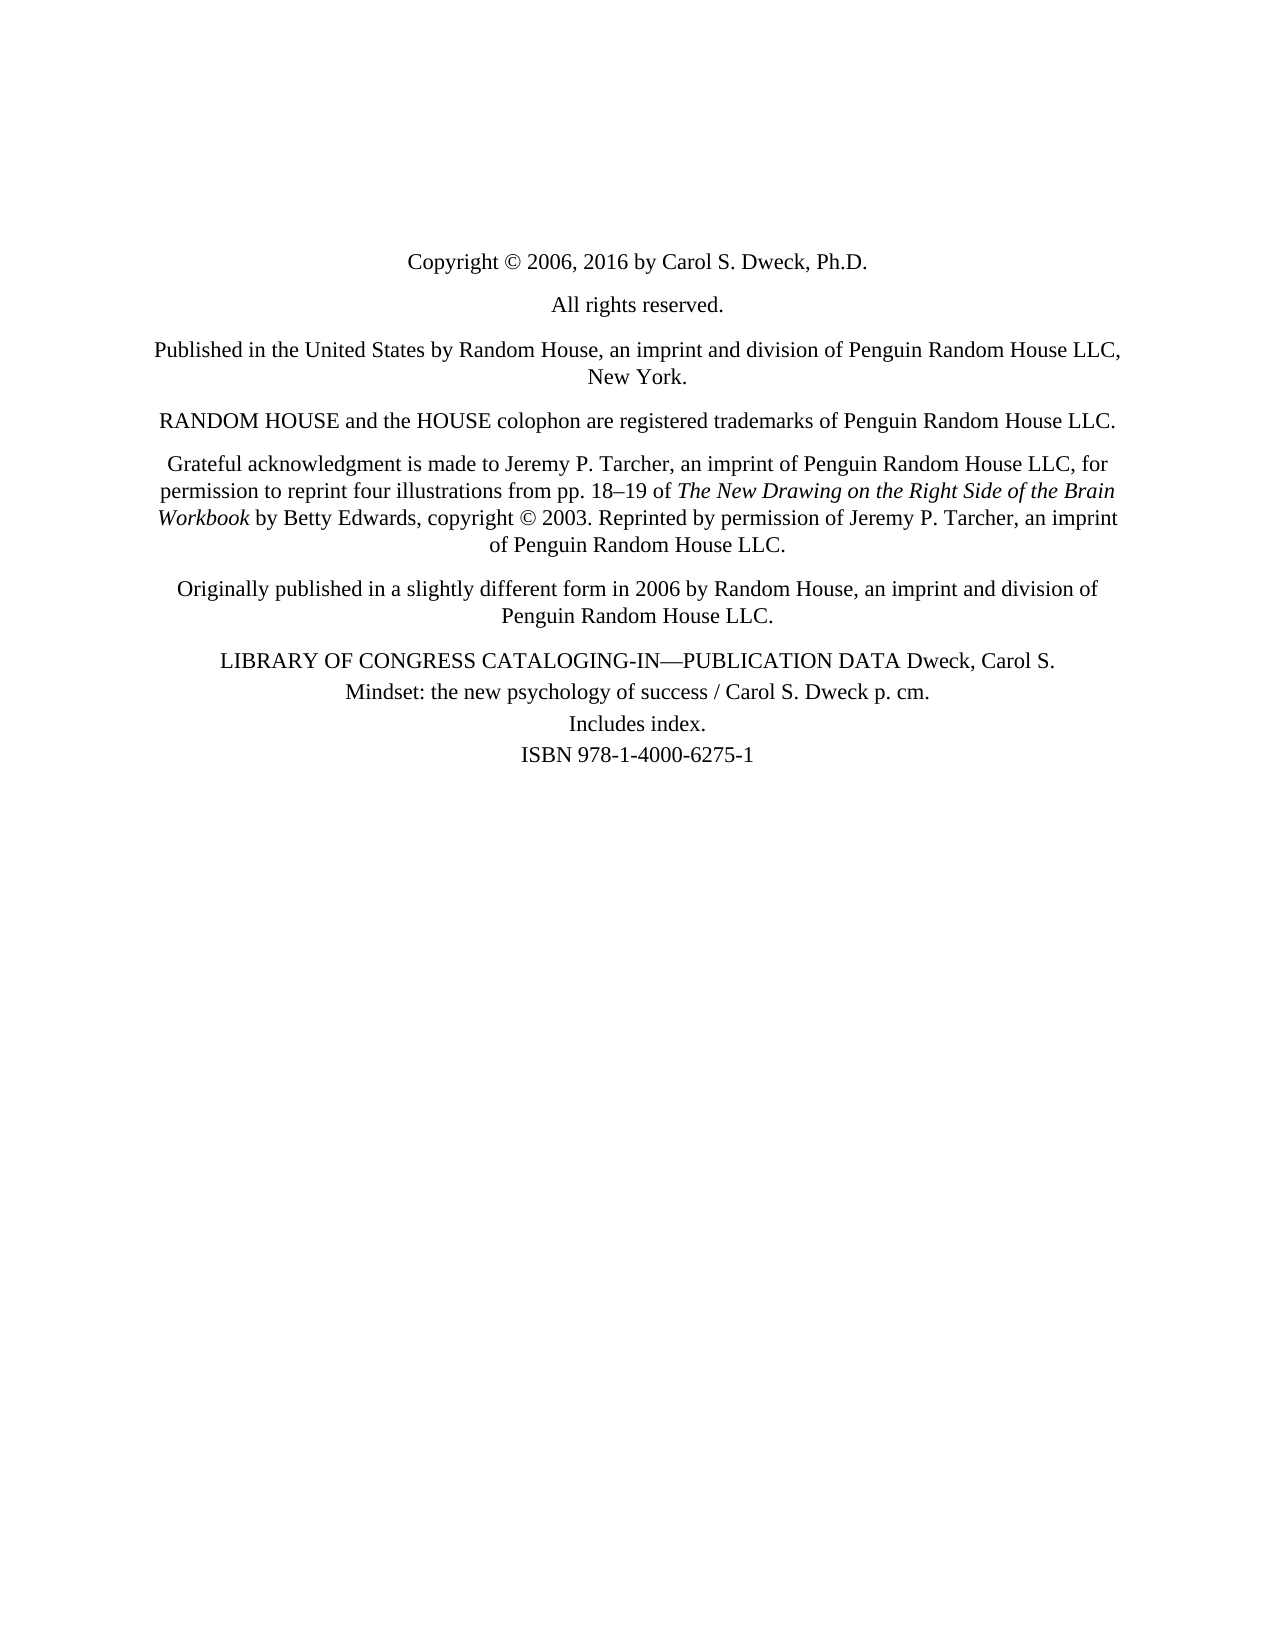 Copyright © 2006, 2016 by Carol S. Dweck, Ph.D.
All rights reserved.
Published in the United States by Random House, an imprint and division of Penguin Random House LLC,
New York.
RANDOM HOUSE and the HOUSE colophon are registered trademarks of Penguin Random House LLC.
Grateful acknowledgment is made to Jeremy P. Tarcher, an imprint of Penguin Random House LLC, for
permission to reprint four illustrations from pp. 18–19 of The New Drawing on the Right Side of the Brain
Workbook by Betty Edwards, copyright © 2003. Reprinted by permission of Jeremy P. Tarcher, an imprint
of Penguin Random House LLC.
Originally published in a slightly different form in 2006 by Random House, an imprint and division of
Penguin Random House LLC.
LIBRARY OF CONGRESS CATALOGING-IN—PUBLICATION DATA Dweck, Carol S.
Mindset: the new psychology of success / Carol S. Dweck p. cm.
Includes index.
ISBN 978-1-4000-6275-1